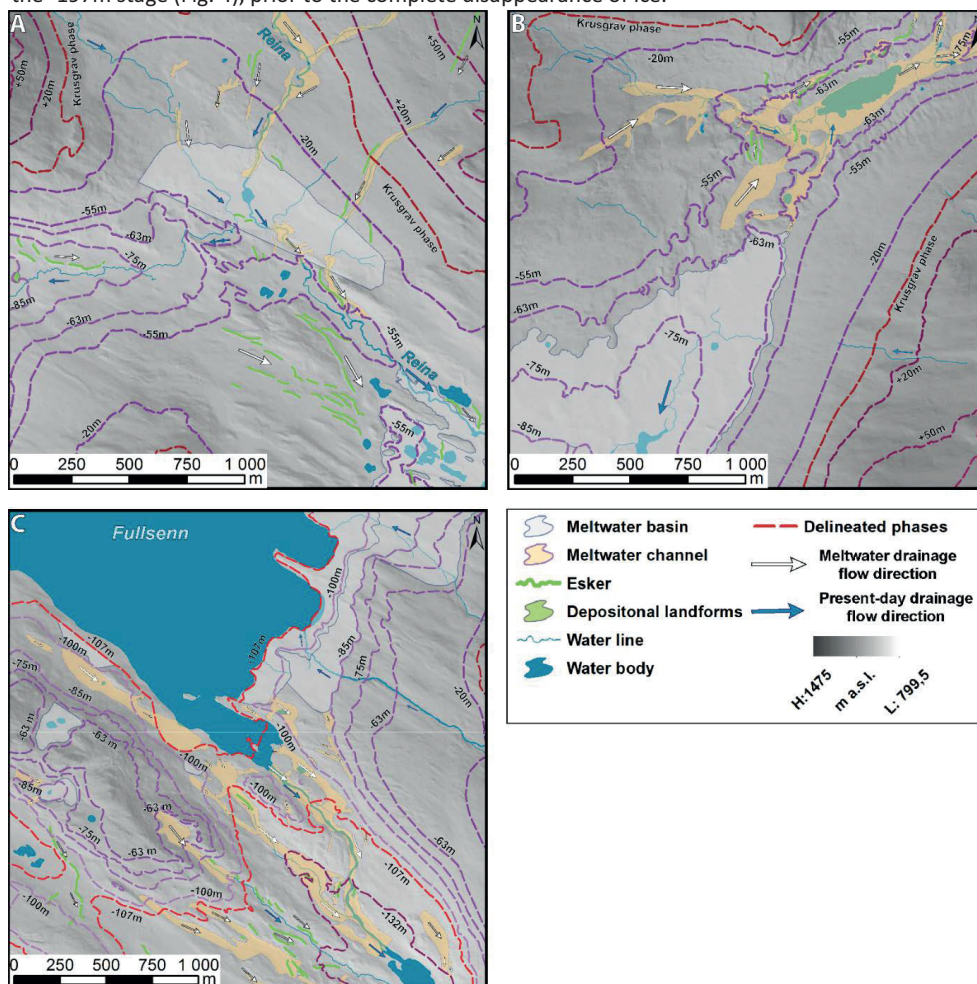 the -197m stage (Fig. 4), prior to the complete disappearance of ice.
A
N
Reina
Krusgrav phase
+50m
+20m
+50m
+20m
-20m
Krusgrav phase
-55m
-63m
-75m
-85m
-63m
-55m
-55m
Reina
-55m
-20m
0 250 500 750 1 000
m
B
N
Krusgrav phase
-20m
-55m
-75m
-63m
-63m
-55m
-55m
-63m
-20m
Krusgrav phase
-55m
-63m
-75m
-75m
-85m
+20m
-20m
+50m
0 250 500 750 1 000
m
C
N
Fullsenn
-100m
-107m
-85m
-75m
-20m
-107m
-100m
-75m
-85m
-63m
-63 m
-100m
-100m
-100m
-63 m
-85m
-75m
-63 m
-63m
-107m
-100m
-107m
-100m
-132m
0 250 500 750 1 000
m
Meltwater basin
Meltwater channel
Esker
Depositonal landforms
Water line
Water body
Delineated phases
Meltwater drainage
flow direction
Present-day drainage
flow direction
H:1475
m a.s.l.
L: 799.5